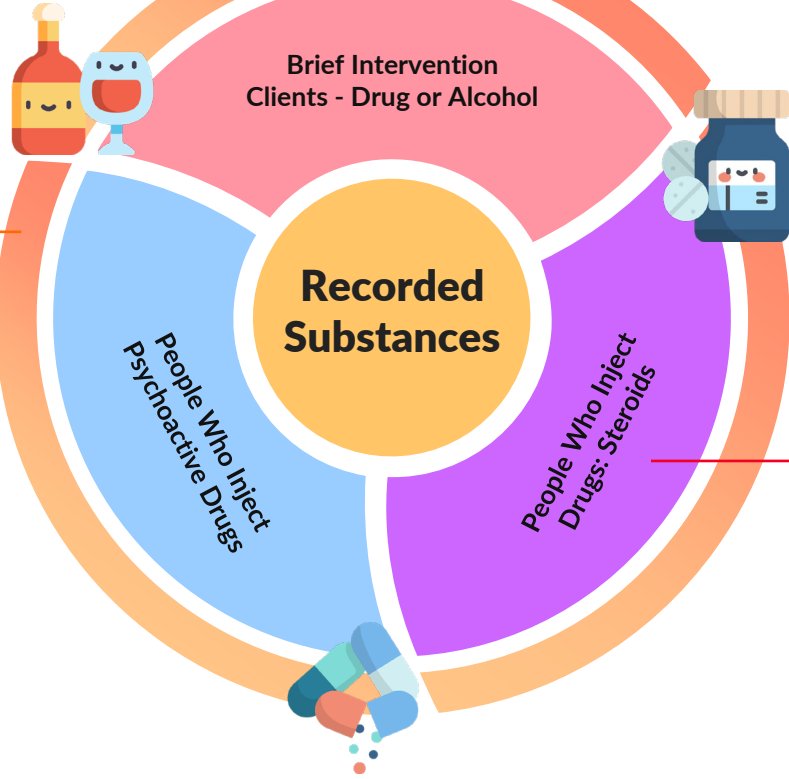 Brief Intervention
Clients - Drug or Alcohol
Recorded
Substances
People Who Inject
Psychoactive Drugs
People Who Inject
Drugs: Steroids